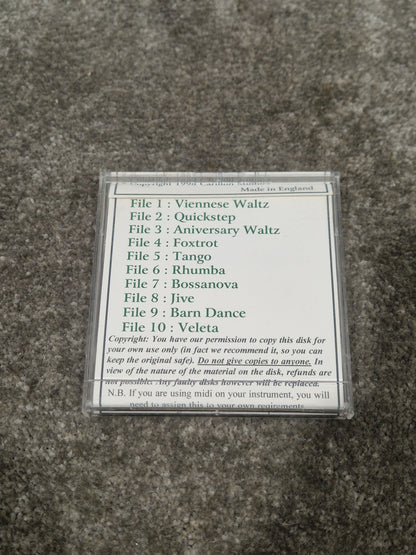 Copyright 1998 Carillon Studios
Made in England
File 1 : Viennese Waltz
File 2 : Quickstep
File 3 : Aniversary Waltz
File 4 : Foxtrot
File 5 : Tango
File 6 : Rhumba
File 7 : Bossanova
File 8 : Jive
File 9 : Barn Dance
File 10 : Veleta
Copyright: You have our permission to copy this disk for
your own use only (in fact we recommend it, so you can
keep the original safe). Do not give copies to anyone. In
view of the nature of the material on the disk, refunds are
not possible. Any faulty disks however will be replaced.
N.B. If you are using midi on your instrument, you will
need to assign this to your own requirments